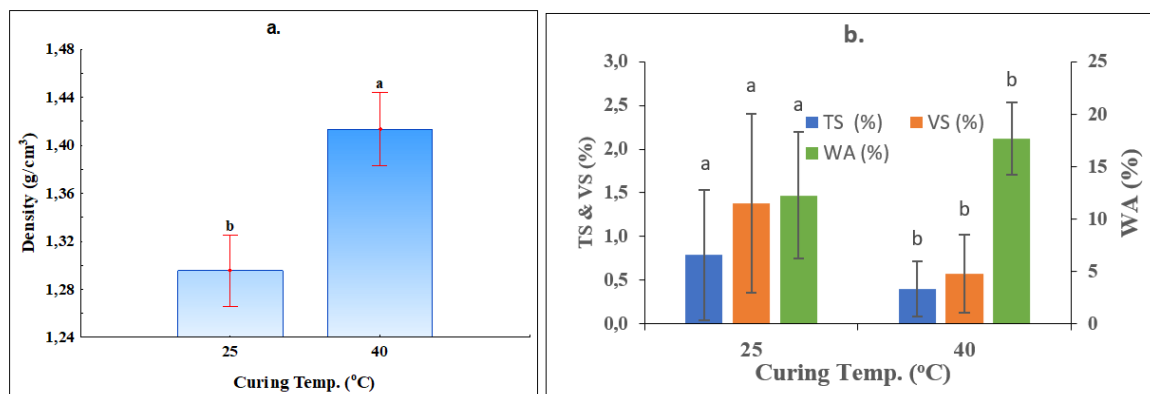 a.
1,48
1,44
1,40
1,36
1,32
1,28
1,24
Density (g/cm³)
b
a
25
40
Curing Temp. (°C)
b.
3,0
2,5
2,0
1,5
1,0
0,5
0,0
TS & VS (%)
25
20
15
10
5
0
WA (%)
TS (%)
VS (%)
WA (%)
a
a
a
b
b
b
25
40
Curing Temp. (°C)